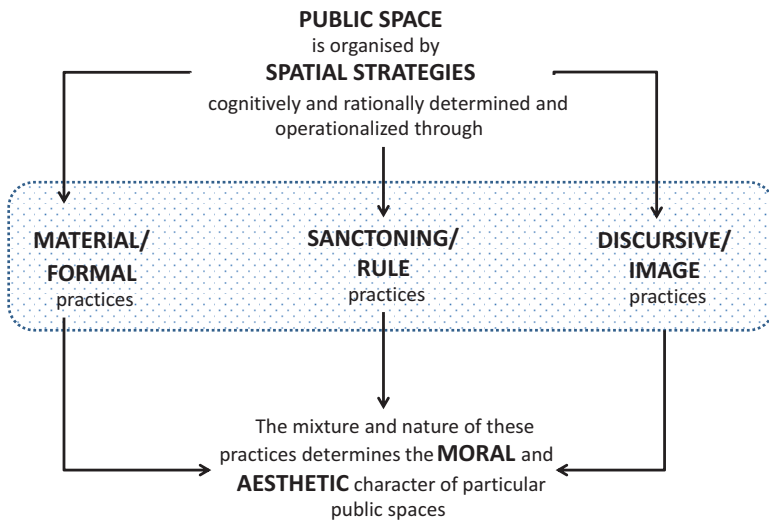 PUBLIC SPACE
is organised by
SPATIAL STRATEGIES
cognitively and rationally determined and
operationalized through
MATERIAL/
FORMAL
practices
SANCTONING/
RULE
practices
DISCURSIVE/
IMAGE
practices
The mixture and nature of these
practices determines the MORAL and
AESTHETIC character of particular
public spaces